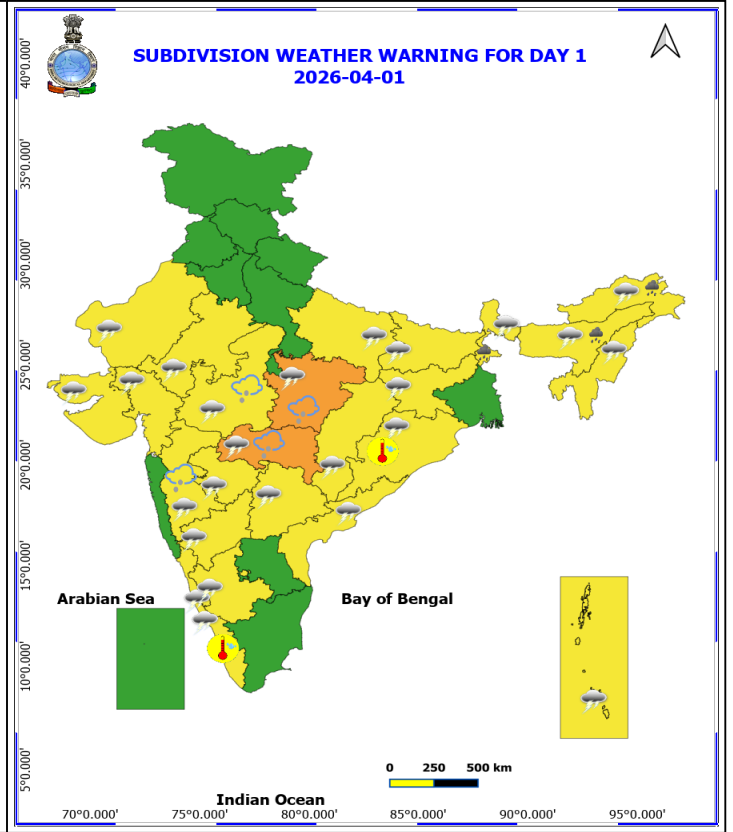 SUBDIVISION WEATHER WARNING FOR DAY 1
2026-04-01
40°0.000'
35°0.000'
30°0.000'
25°0.000'
20°0.000'
15°0.000'
10°0.000'
5°0.000'
Arabian Sea
Bay of Bengal
0 250 500 km
Indian Ocean
70°0.000' 75°0.000' 80°0.000' 85°0.000' 90°0.000' 95°0.000'